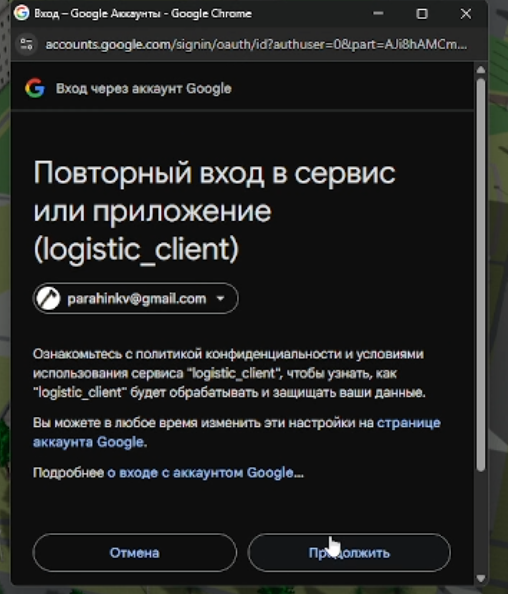 Вход – Google Аккаунты - Google Chrome
accounts.google.com/signin/oauth/id?authuser=0&part=AJi8hAMCm...
Вход через аккаунт Google
Повторный вход в сервис
или приложение
(logistic_client)
parahinkv@gmail.com
Ознакомьтесь с политикой конфиденциальности и условиями
использования сервиса "logistic_client", чтобы узнать, как
"logistic_client" будет обрабатывать и защищать ваши данные.
Вы можете в любое время изменить эти настройки на странице
аккаунта Google.
Подробнее о входе с аккаунтом Google...
Отмена
Продолжить